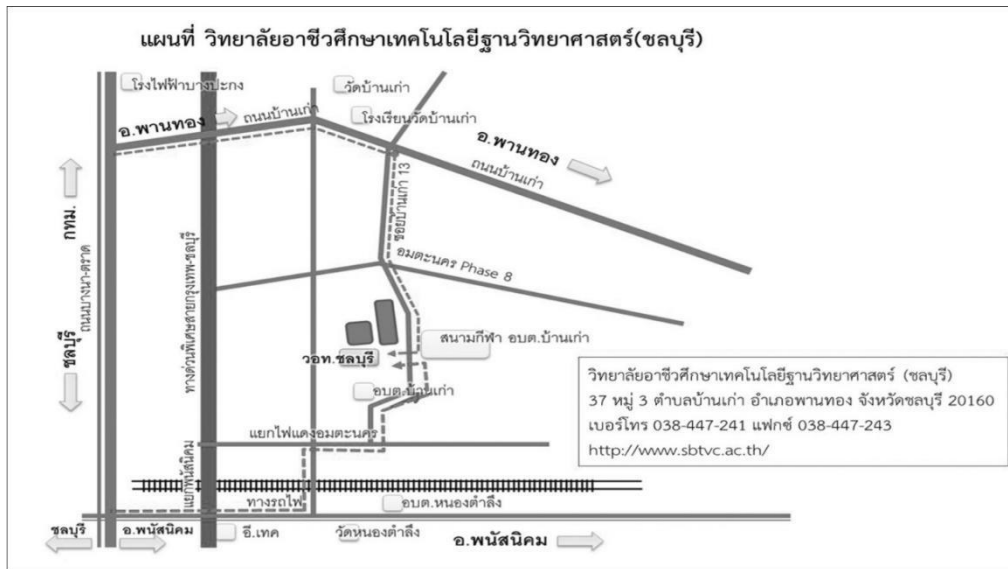 แผนที่ วิทยาลัยอาชีวศึกษาเทคโนโลยีฐานวิทยาศาสตร์(ชลบุรี)
โรงไฟฟ้าบางปะกง
วัดบ้านเก่า
อ.พานทอง
ถนนบ้านเก่า
โรงเรียนวัดบ้านเก่า
อ.พานทอง
ถนนบ้านเก่า
กทม.
ชลบุรี
ถนนบางนา-ตราด
ทางด่วนพิเศษสายกรุงเทพ-ชลบุรี
ซอยบ้านเก่า 13
อมตะนคร Phase 8
สนามกีฬา อบต.บ้านเก่า
วอท.ชลบุรี
อบต.บ้านเก่า
วิทยาลัยอาชีวศึกษาเทคโนโลยีฐานวิทยาศาสตร์ (ชลบุรี)
37 หมู่ 3 ตำบลบ้านเก่า อำเภอพานทอง จังหวัดชลบุรี 20160
เบอร์โทร 038-447-241 แฟกซ์ 038-447-243
http://www.sbtvc.ac.th/
แยกไฟแดงอมตะนคร
แยกพนัสนิคม
ทางรถไฟ
อบต.หนองตำลึง
ชลบุรี
อ.พนัสนิคม
อี.เทค
วัดหนองตำลึง
อ.พนัสนิคม